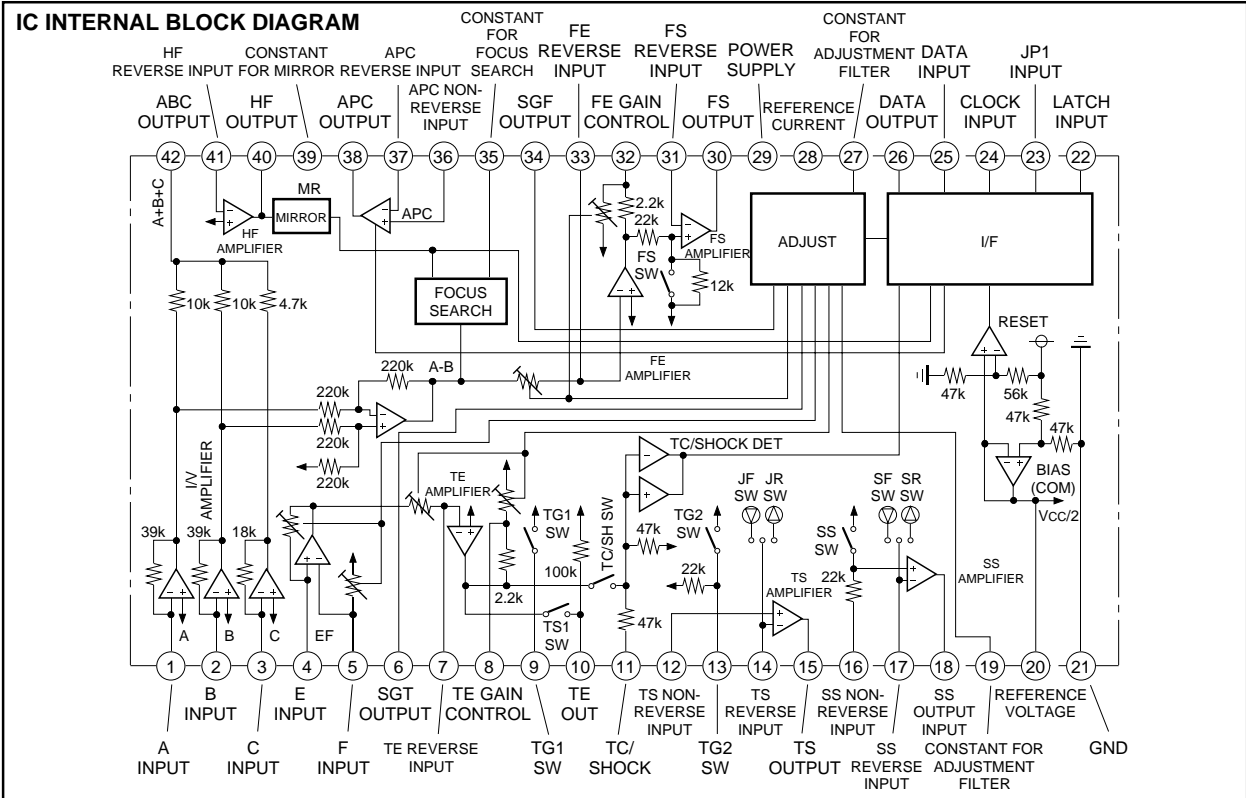 IC INTERNAL BLOCK DIAGRAM
HF
REVERSE INPUT
CONSTANT
FOR MIRROR
APC
REVERSE INPUT
APC NON-
REVERSE
INPUT
CONSTANT
FOR
FOCUS
SEARCH
FE
REVERSE
INPUT
FS
REVERSE
INPUT
POWER
SUPPLY
CONSTANT
FOR
ADJUSTMENT
FILTER
DATA
INPUT
JP1
INPUT
ABC
OUTPUT
HF
OUTPUT
APC
OUTPUT
SGF
OUTPUT
FE GAIN
CONTROL
FS
OUTPUT
REFERENCE
CURRENT
DATA
OUTPUT
CLOCK
INPUT
LATCH
INPUT
42
41
40
39
38
37
36
35
34
33
32
31
30
29
28
27
26
25
24
23
22
A+B+C
MR
MIRROR
HF
AMPLIFIER
APC
2.2k
22k
FS
AMPLIFIER
FS
SW
12k
ADJUST
I/F
10k
10k
4.7k
FOCUS
SEARCH
RESET
220k
A-B
FE
AMPLIFIER
47k
56k
47k
47k
220k
220k
220k
BIAS
(COM)
VCC/2
I/V
AMPLIFIER
TE
AMPLIFIER
TC/SHOCK DET
TG1
SW
TC/SH SW
TG2
SW
JF
SW
JR
SW
SF
SW
SR
SW
39k
39k
18k
47k
SS
SW
100k
22k
2.2k
22k
TS
AMPLIFIER
SS
AMPLIFIER
TS1
SW
47k
A
B
C
EF
1
2
3
4
5
6
7
8
9
10
11
12
13
14
15
16
17
18
19
20
21
B
INPUT
E
INPUT
SGT
OUTPUT
TE GAIN
CONTROL
TE
OUT
TS NON-
REVERSE
INPUT
TS
REVERSE
INPUT
SS NON-
REVERSE
INPUT
SS
OUTPUT
INPUT
REFERENCE
VOLTAGE
A
INPUT
C
INPUT
F
INPUT
TE REVERSE
INPUT
TG1
SW
TC/
SHOCK
TG2
SW
TS
OUTPUT
SS
REVERSE
INPUT
CONSTANT FOR
ADJUSTMENT
FILTER
GND